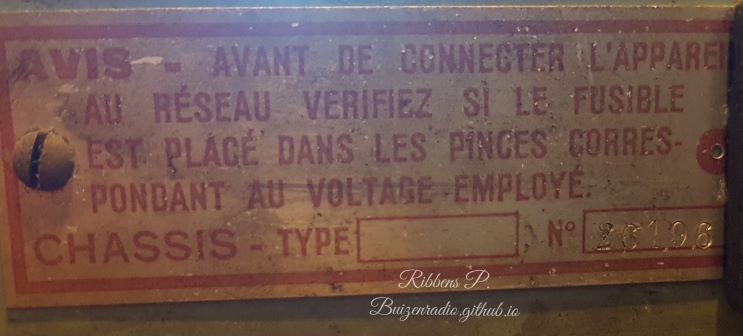 AVIS - AVANT DE CONNECTER L'APPAREI
AU RÉSEAU VERIFIEZ SI LE FUSIBLE
EST PLACÉ DANS LES PINCES CORRES-
PONDANT AU VOLTAGE EMPLOYÉ.
CHASSIS - TYPE N° 26196
Ribbens P.
Buizenradio.github.io